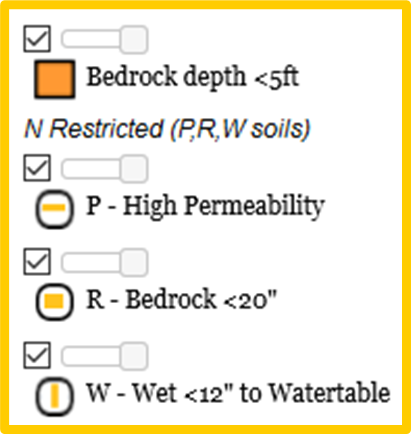 Bedrock depth <5ft
N Restricted (P,R,W soils)
P - High Permeability
R - Bedrock <20"
W - Wet <12" to Watertable